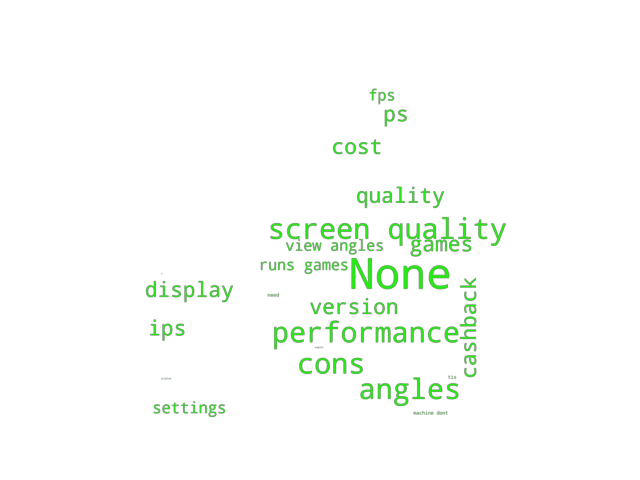 fps
ps
cost
quality
screen quality
view angles
games
runs games
None
display
need
version
cashback
ips
performance
cons
angles
settings
machine dont